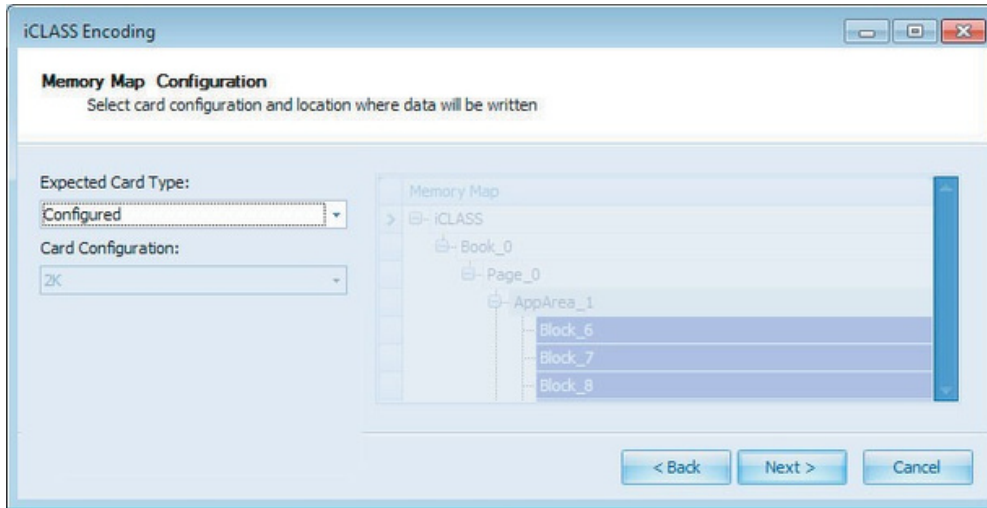 iCLASS Encoding
Memory Map Configuration
Select card configuration and location where data will be written
Expected Card Type:
Configured
Card Configuration:
2K
Memory Map
iCLASS
Book_0
Page_0
AppArea_1
Block_6
Block_7
Block_8
< Back
Next >
Cancel